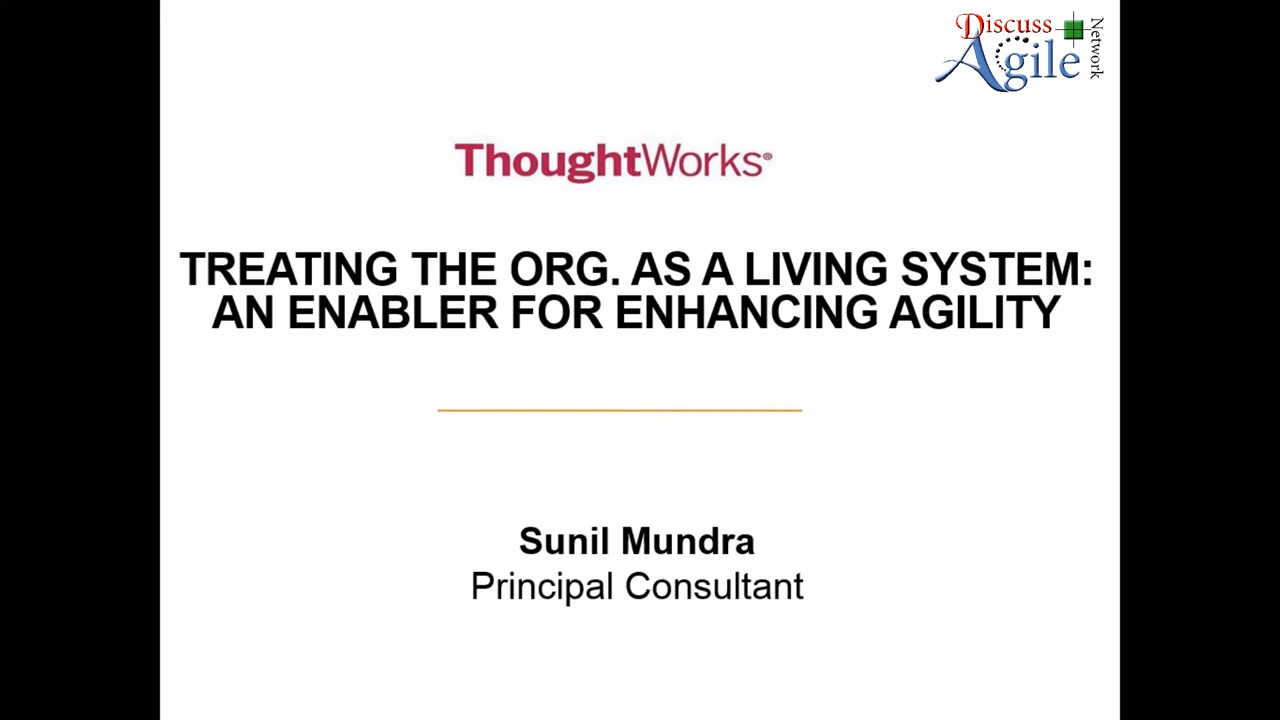 Discuss
Agile
Network
ThoughtWorks®
TREATING THE ORG. AS A LIVING SYSTEM:
AN ENABLER FOR ENHANCING AGILITY
Sunil Mundra
Principal Consultant